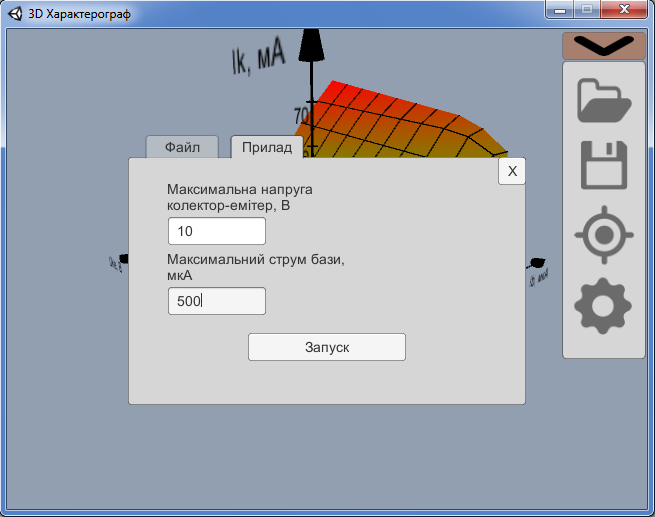 3D Характерограф
Ik, мА
70
Файл
Прилад
X
Максимальна напруга
колектор-емітер, В
10
Максимальний струм бази,
мкА
500
Запуск